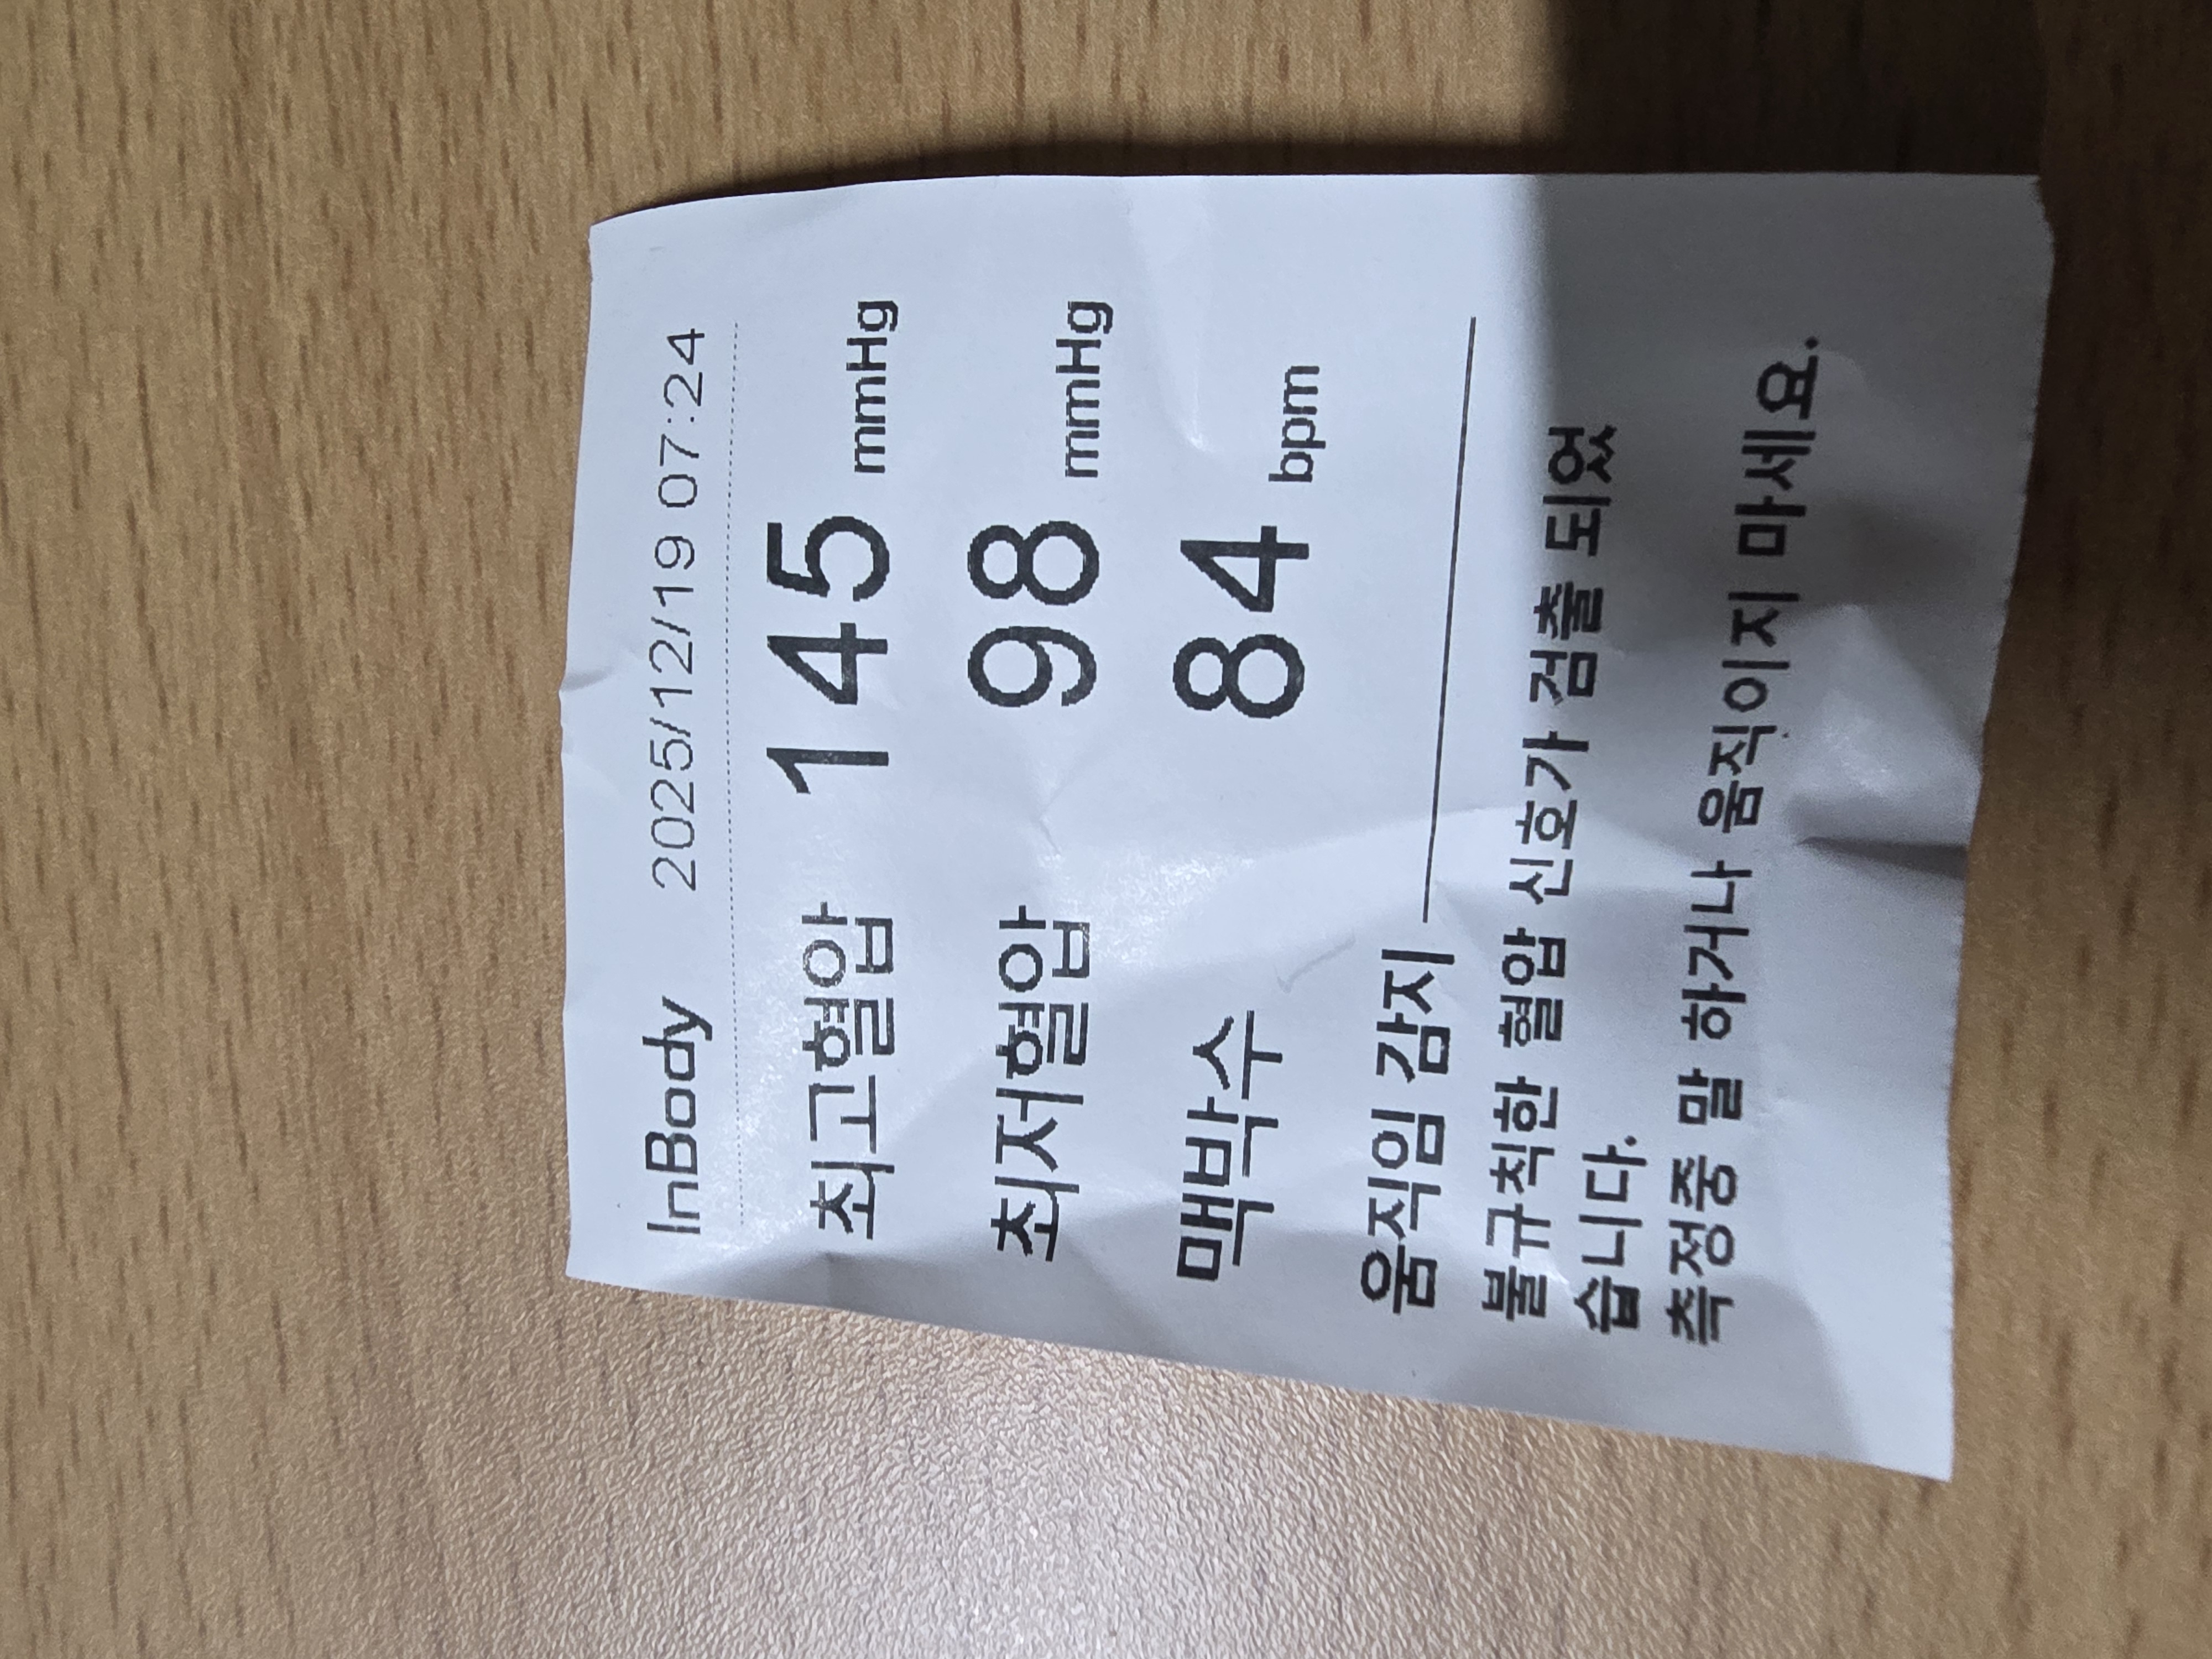 InBody 2025/12/19 07:24
최고혈압 145 mmHg
최저혈압 98 mmHg
맥박수 84 bpm
움직임 감지
불규칙한 혈압 신호가 검출 되었
습니다.
측정중 말 하거나 움직이지 마세요.